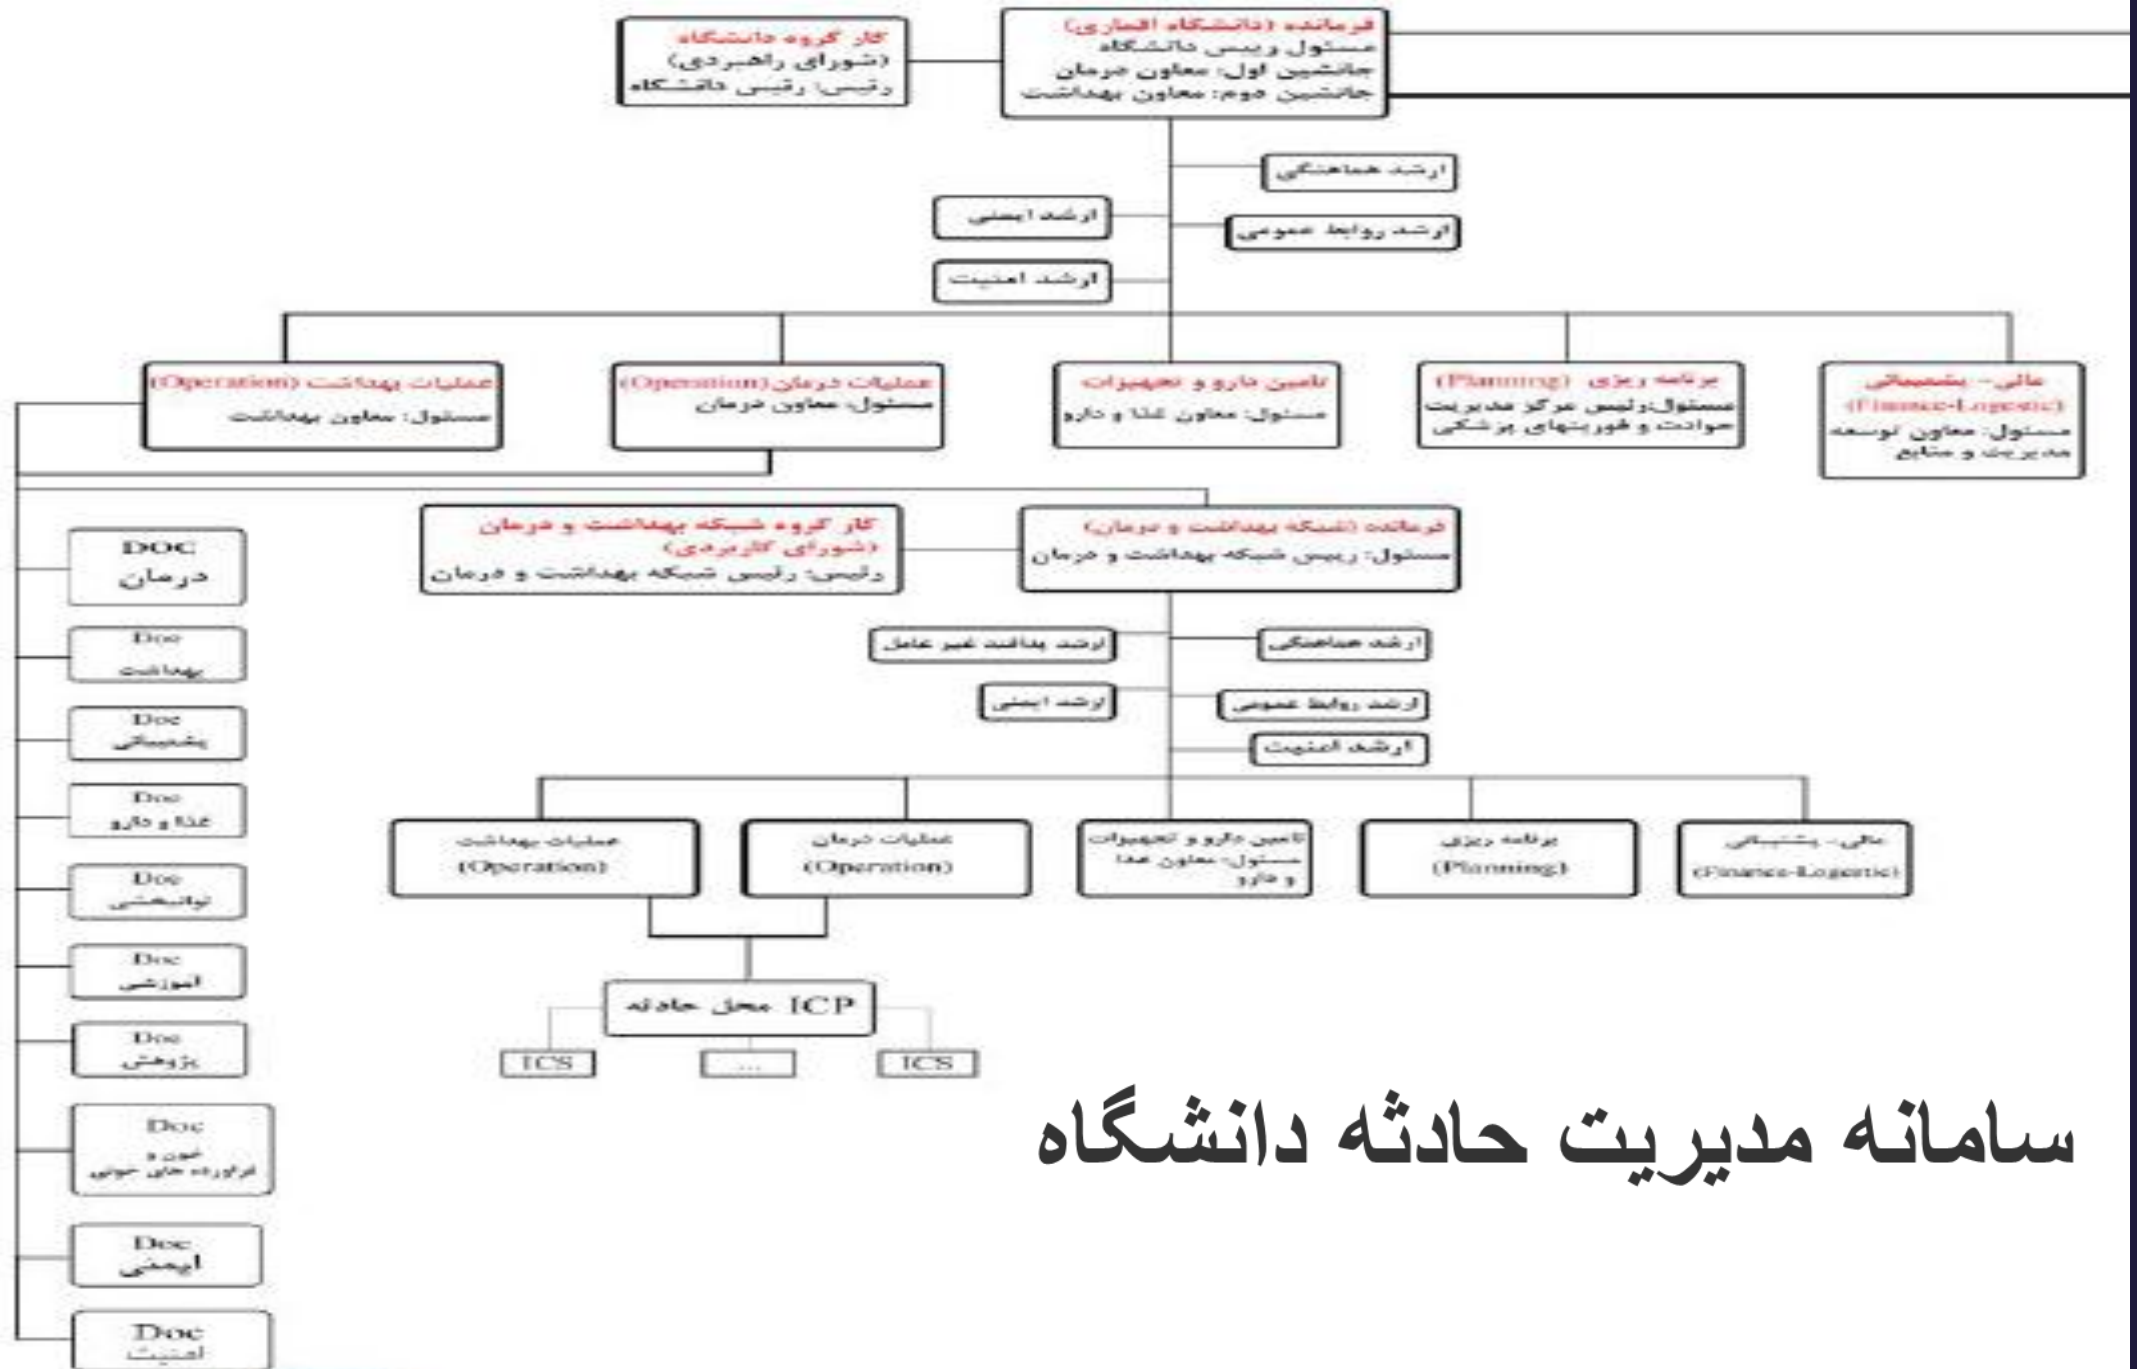 فرمانده (دانشگاه اقماری)
مسئول رییس دانشگاه
جانشین اول: معاون درمان
جانشین دوم: معاون بهداشت
کار گروه دانشگاه
(شورای راهبردی)
رئیس: رئیس دانشگاه
ارشد هماهنگی
ارشد ایمنی
ارشد روابط عمومی
ارشد امنیت
مالی- پشتیبانی
(Finance-Logestic)
مسئول: معاون توسعه
مدیریت و منابع
برنامه ریزی (Planning)
مسئول:رئیس مرکز مدیریت
حوادث و فوریتهای پزشکی
تامین دارو و تجهیزات
مسئول: معاون غذا و دارو
عملیات درمان (Operation)
مسئول: معاون درمان
عملیات بهداشت (Operation)
مسئول: معاون بهداشت
فرمانده (شبکه بهداشت و درمان)
مسئول: رییس شبکه بهداشت و درمان
کار گروه شبکه بهداشت و درمان
(شورای کاربردی)
رئیس: رئیس شبکه بهداشت و درمان
ارشد هماهنگی
ارشد پدافند غیر عامل
ارشد روابط عمومی
ارشد ایمنی
ارشد امنیت
مالی- پشتیبانی
(Finance-Logestic)
برنامه ریزی
(Planning)
تامین دارو و تجهیزات
مسئول: معاون غذا
و دارو
عملیات درمان
(Operation)
عملیات بهداشت
(Operation)
ICP محل حادثه
ICS
...
ICS
DOC
درمان
Doc
بهداشت
Doc
پشتیبانی
Doc
غذا و دارو
Doc
توانبخشی
Doc
آموزشی
Doc
پژوهشی
Doc
خون و
فراورده های خونی
Doc
ایمنی
Doc
امنیت
سامانه مدیریت حادثه دانشگاه